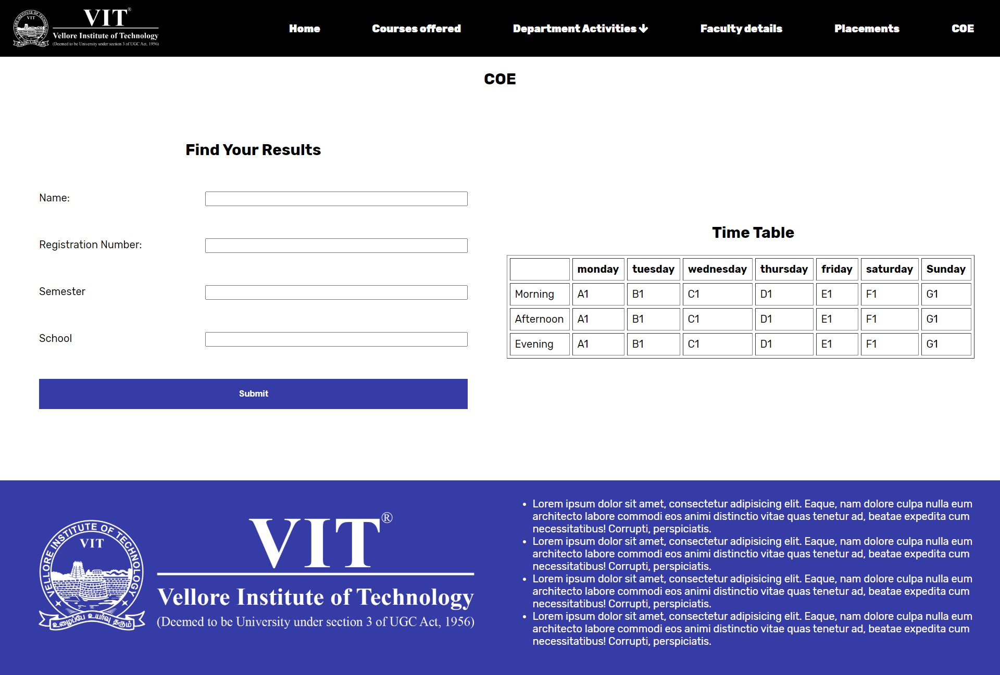 VELLORE INSTITUTE OF TECHNOLOGY
VIT
உழைப்பே உயர்வு தரும்
VIT®
Vellore Institute of Technology
(Deemed to be University under section 3 of UGC Act, 1956)
Home Courses offered Department Activities Faculty details Placements COE
COE
Find Your Results
Name:
Registration Number:
Semester
School
Submit
Time Table
monday tuesday wednesday thursday friday saturday Sunday
Morning A1 B1 C1 D1 E1 F1 G1
Afternoon A1 B1 C1 D1 E1 F1 G1
Evening A1 B1 C1 D1 E1 F1 G1
VELLORE INSTITUTE OF TECHNOLOGY
VIT
உழைப்பே உயர்வு தரும்
VIT®
Vellore Institute of Technology
(Deemed to be University under section 3 of UGC Act, 1956)
• Lorem ipsum dolor sit amet, consectetur adipisicing elit. Eaque, nam dolore culpa nulla eum
architecto labore commodi eos animi distinctio vitae quas tenetur ad, beatae expedita cum
necessitatibus! Corrupti, perspiciatis.
• Lorem ipsum dolor sit amet, consectetur adipisicing elit. Eaque, nam dolore culpa nulla eum
architecto labore commodi eos animi distinctio vitae quas tenetur ad, beatae expedita cum
necessitatibus! Corrupti, perspiciatis.
• Lorem ipsum dolor sit amet, consectetur adipisicing elit. Eaque, nam dolore culpa nulla eum
architecto labore commodi eos animi distinctio vitae quas tenetur ad, beatae expedita cum
necessitatibus! Corrupti, perspiciatis.
• Lorem ipsum dolor sit amet, consectetur adipisicing elit. Eaque, nam dolore culpa nulla eum
architecto labore commodi eos animi distinctio vitae quas tenetur ad, beatae expedita cum
necessitatibus! Corrupti, perspiciatis.